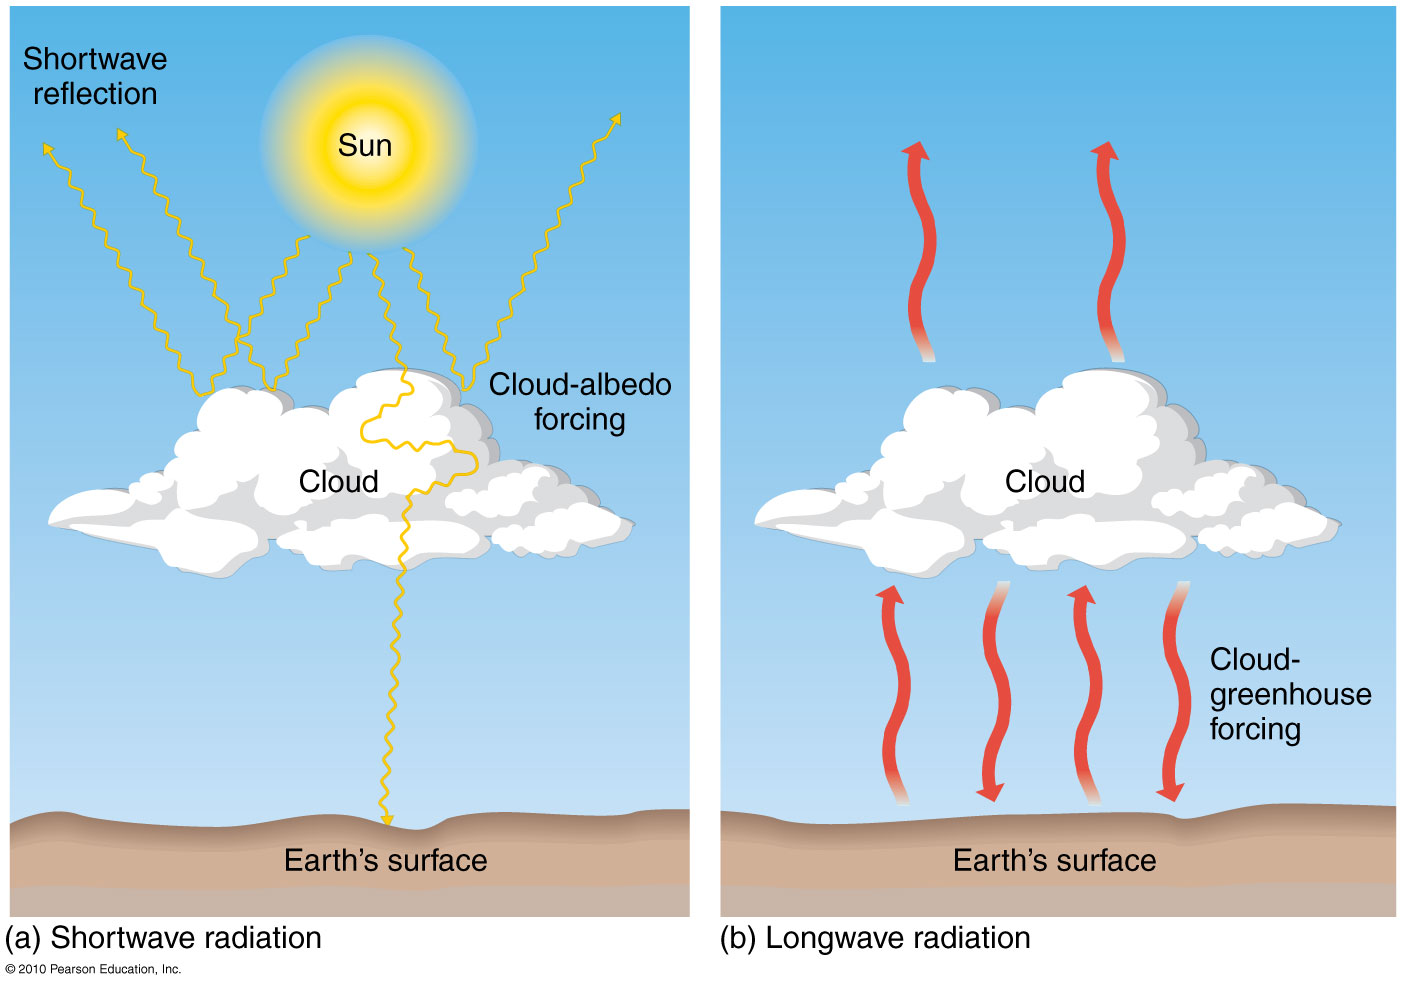 Shortwave
reflection
Sun
Cloud-albedo
forcing
Cloud
Earth’s surface
(a) Shortwave radiation
Cloud
Cloud-
greenhouse
forcing
Earth’s surface
(b) Longwave radiation
© 2010 Pearson Education, Inc.